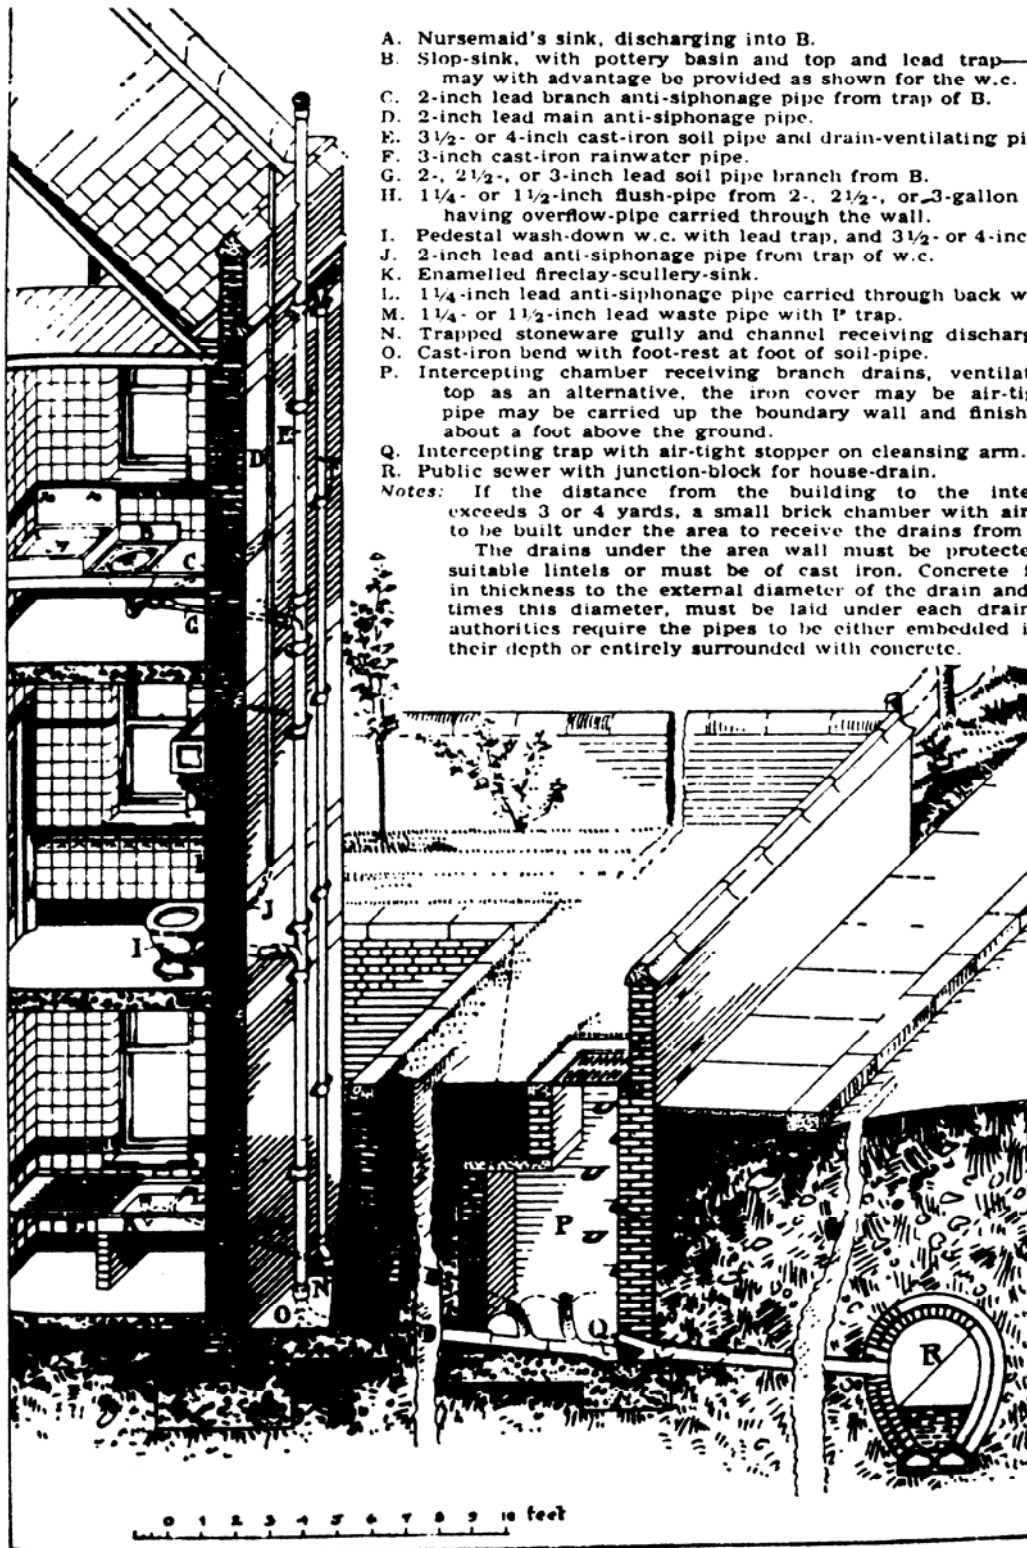 A. Nursemaid's sink, discharging into B.
B. Slop-sink, with pottery basin and top and lead trap—
may with advantage be provided as shown for the w.c.
C. 2-inch lead branch anti-siphonage pipe from trap of B.
D. 2-inch lead main anti-siphonage pipe.
E. 3½- or 4-inch cast-iron soil pipe and drain-ventilating pi
F. 3-inch cast-iron rainwater pipe.
G. 2-, 2½-, or 3-inch lead soil pipe branch from B.
H. 1¼- or 1½-inch flush-pipe from 2-, 2½-, or 3-gallon
having overflow-pipe carried through the wall.
I. Pedestal wash-down w.c. with lead trap, and 3½- or 4-inc
J. 2-inch lead anti-siphonage pipe from trap of w.c.
K. Enamelled fireclay-scullery-sink.
L. 1¼-inch lead anti-siphonage pipe carried through back w
M. 1¼- or 1½-inch lead waste pipe with P trap.
N. Trapped stoneware gully and channel receiving discharg
O. Cast-iron bend with foot-rest at foot of soil-pipe.
P. Intercepting chamber receiving branch drains, ventilat
top as an alternative, the iron cover may be air-tig
pipe may be carried up the boundary wall and finish
about a foot above the ground.
Q. Intercepting trap with air-tight stopper on cleansing arm.
R. Public sewer with junction-block for house-drain.
Notes: If the distance from the building to the inte
exceeds 3 or 4 yards, a small brick chamber with air
to be built under the area to receive the drains from
The drains under the area wall must be protecte
suitable lintels or must be of cast iron. Concrete f
in thickness to the external diameter of the drain and
times this diameter, must be laid under each drain
authorities require the pipes to be either embedded i
their depth or entirely surrounded with concrete.
E
D
B
C
G
J
I
P
N
O
Q
R
0 1 2 3 4 5 6 7 8 9 10 feet